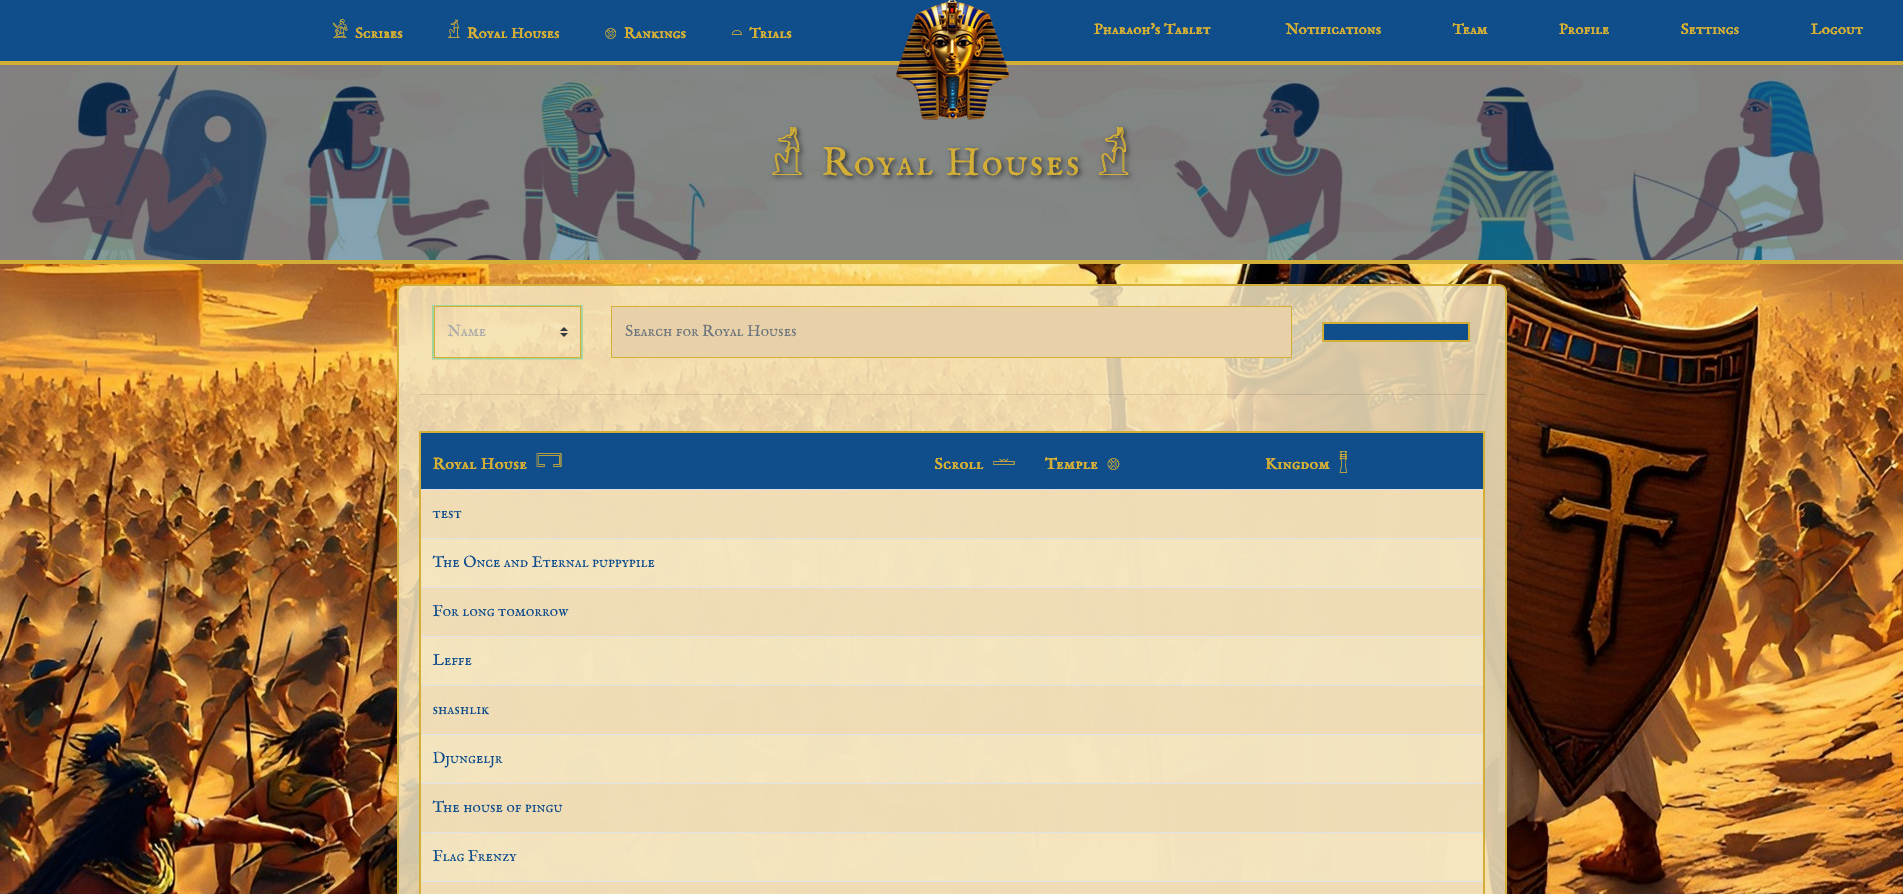 Scribes Royal Houses Rankings Trials Pharaoh's Tablet Notifications Team Profile Settings Logout
Royal Houses
Name Search for Royal Houses
Royal House Scroll Temple Kingdom
test
The Once and Eternal puppypile
For long tomorrow
Leffe
shashlik
Djungeljr
The house of pingu
Flag Frenzy